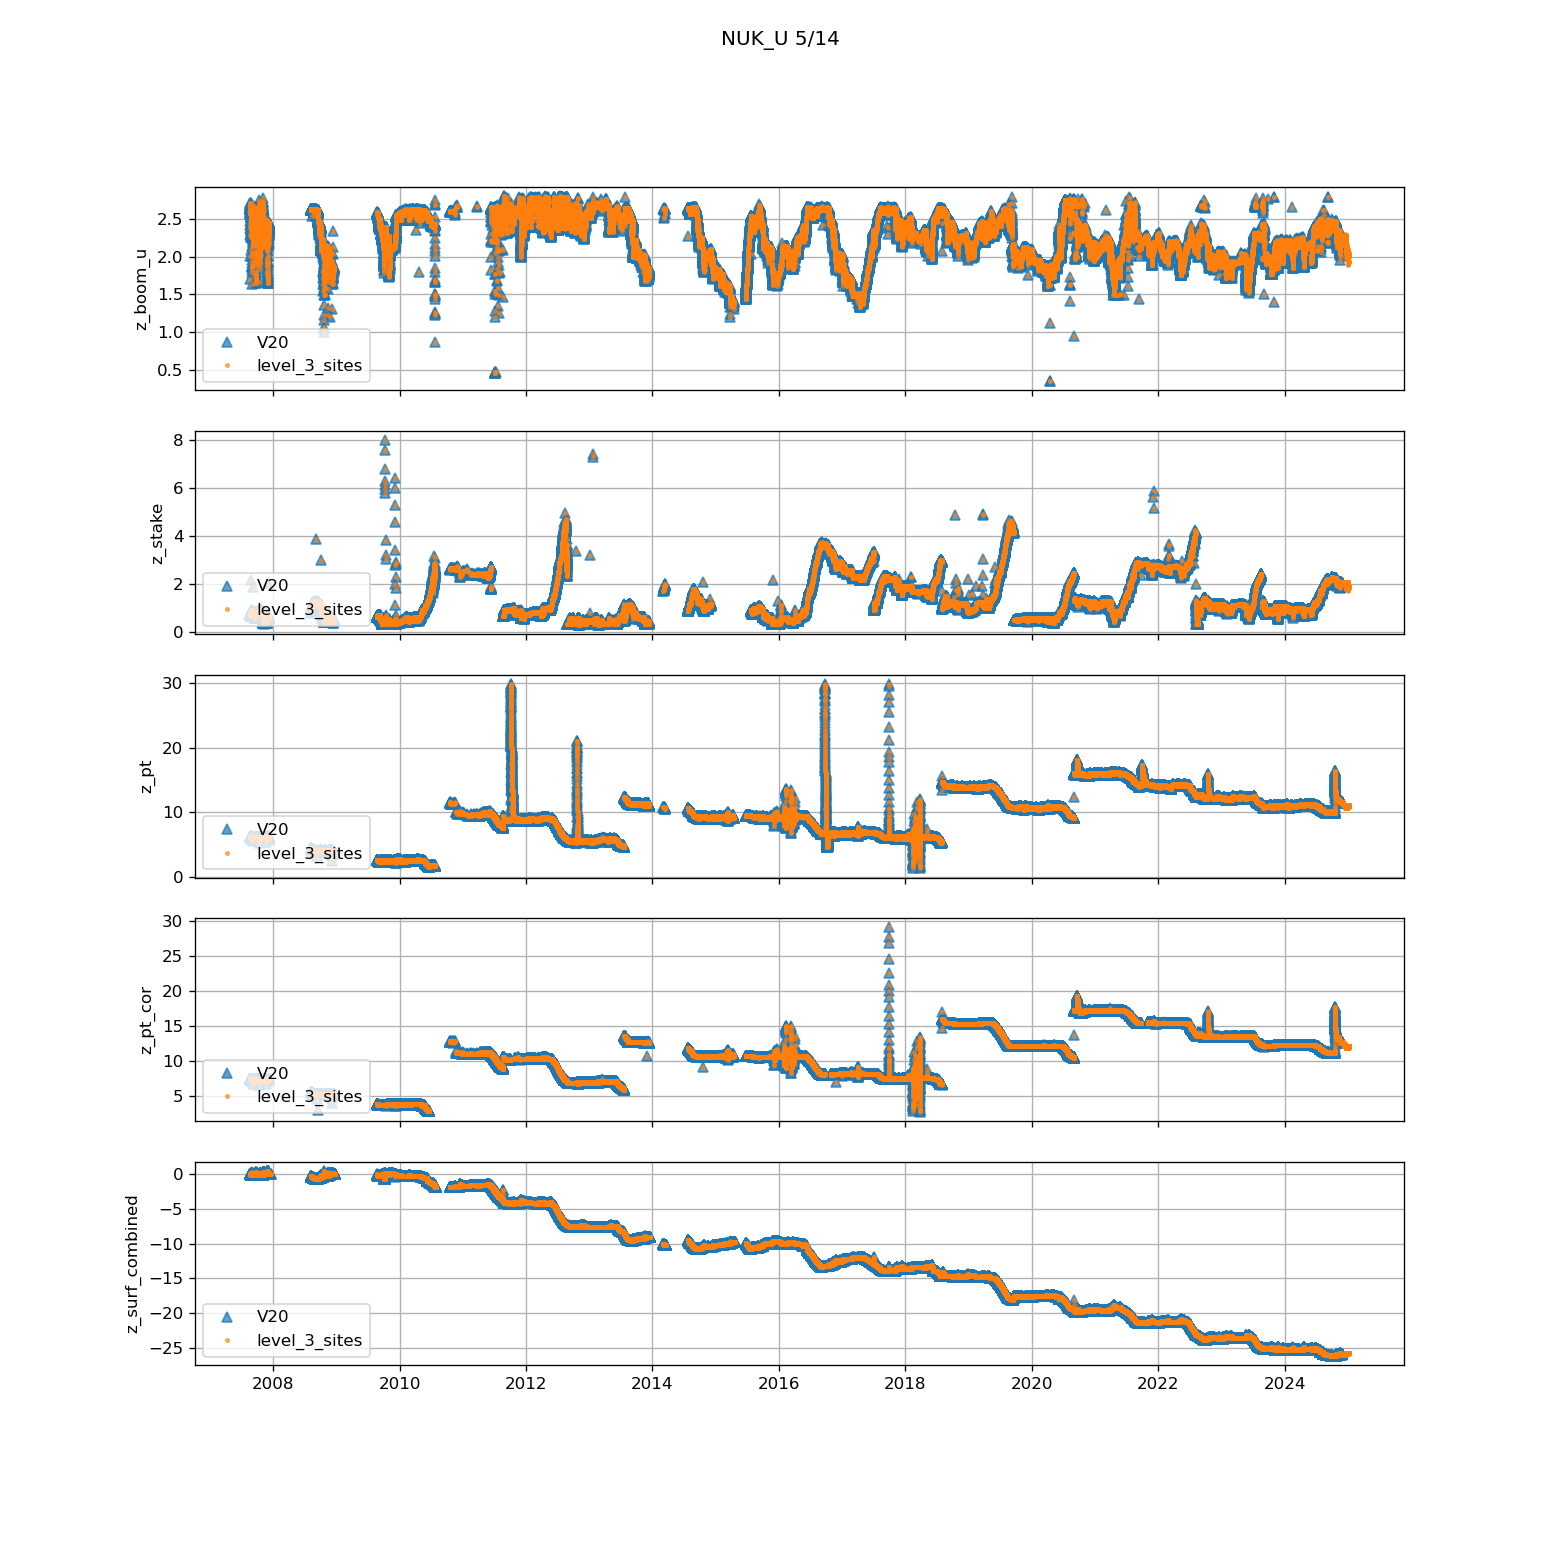 NUK_U 5/14
z_boom_u
2.5
2.0
1.5
1.0
0.5
V20
level_3_sites
z_stake
8
6
4
2
0
V20
level_3_sites
z_pt
30
20
10
0
V20
level_3_sites
z_pt_cor
30
25
20
15
10
5
V20
level_3_sites
z_surf_combined
0
−5
−10
−15
−20
−25
V20
level_3_sites
2008 2010 2012 2014 2016 2018 2020 2022 2024